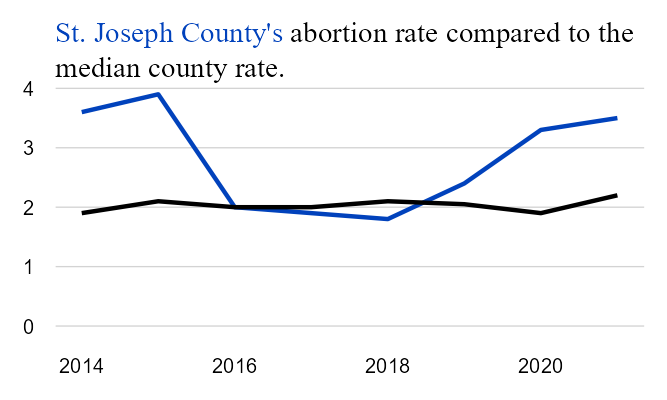 St. Joseph County's abortion rate compared to the
median county rate.
4
3
2
1
0
2014 2016 2018 2020